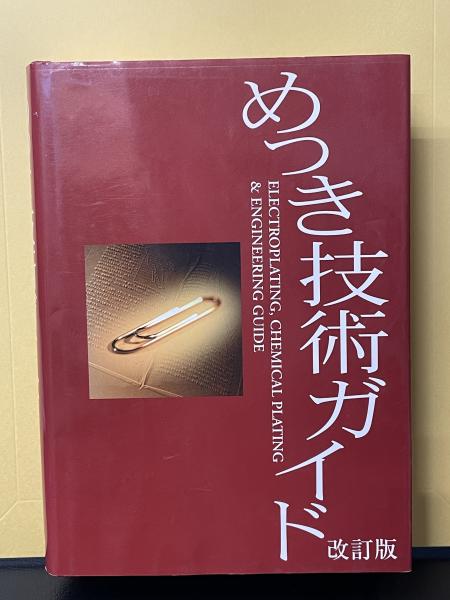 めっき技術ガイド
ELECTROPLATING, CHEMICAL PLATING
& ENGINEERING GUIDE
改訂版